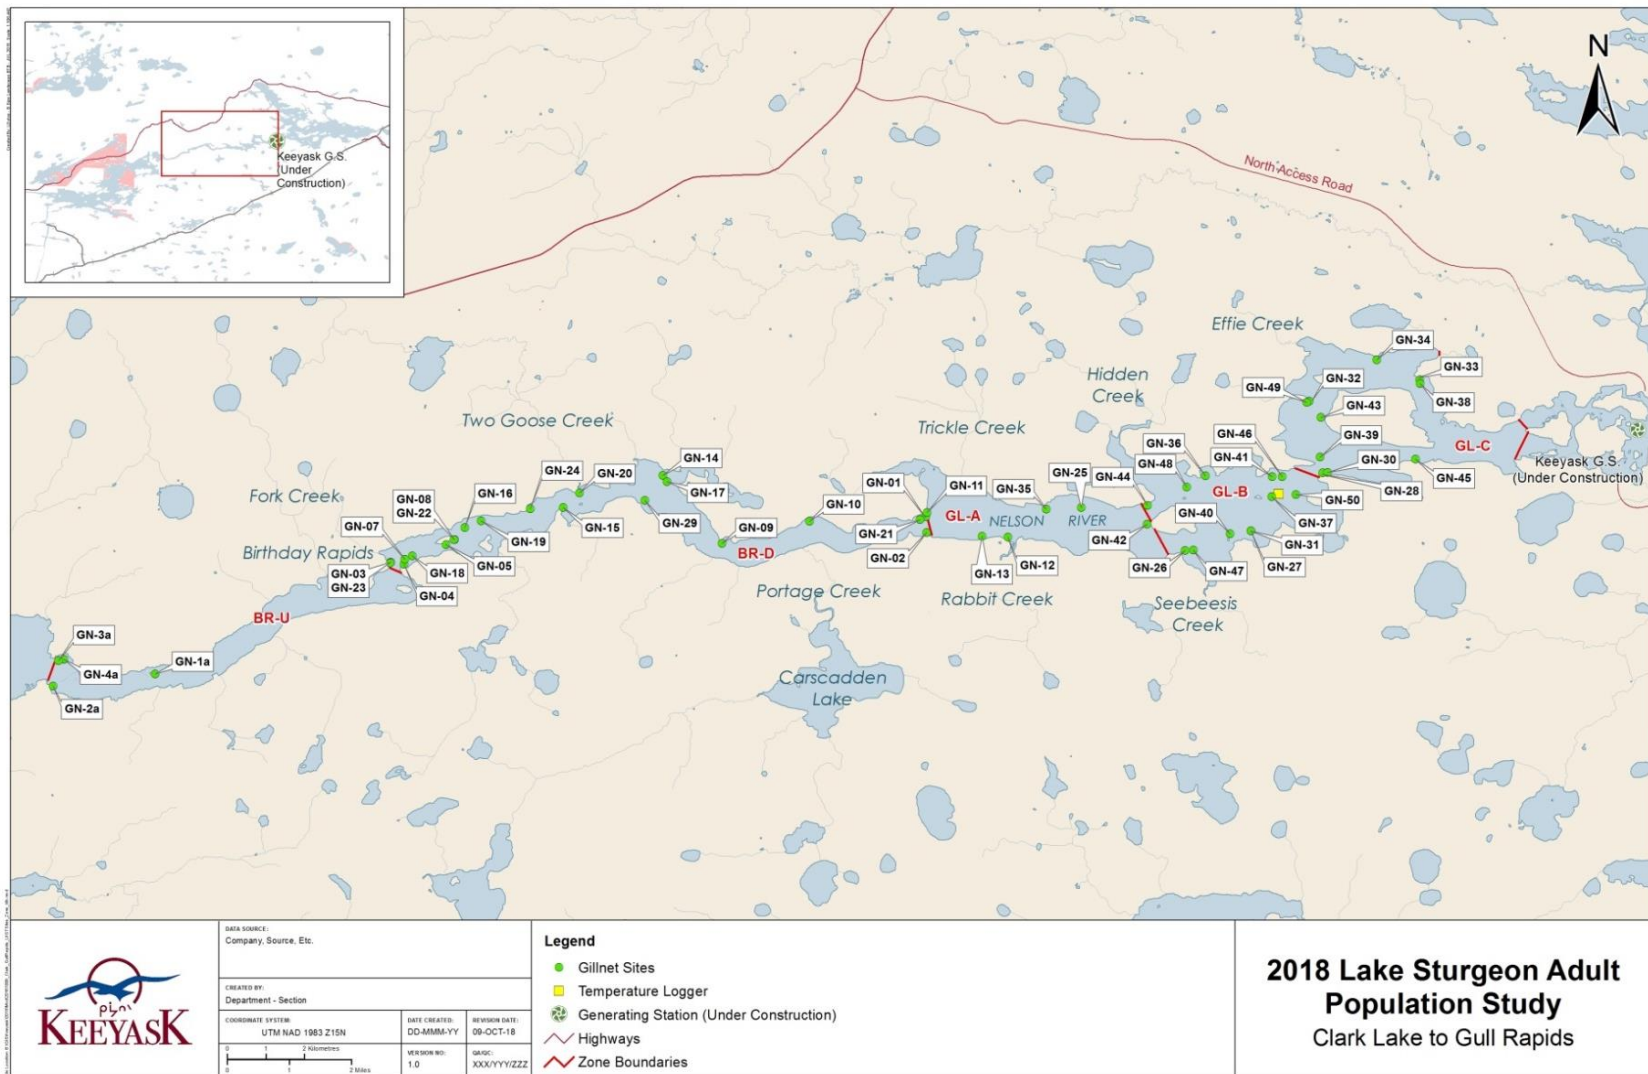 Keeyask G.S.
(Under
Construction)
N
North Access Road
Effie Creek
GN-34
Hidden
Creek
GN-33
GN-49
GN-32
GN-38
GN-43
Two Goose Creek
Trickle Creek
GN-46
GN-39
GL-C
GN-36
GN-14
GN-41
GN-30
Keeyask G.S.
(Under Construction)
GN-24
GN-20
GN-48
GN-45
GN-17
GN-28
Fork Creek
GN-08
GN-22
GN-16
GN-01
GN-11
GN-35
GN-25
GN-44
GL-B
GN-50
GN-07
GN-15
GN-29
GN-10
GL-A
NELSON
RIVER
GN-37
GN-09
GN-21
GN-42
GN-40
GN-31
Birthday Rapids
GN-19
BR-D
GN-02
GN-13
GN-12
GN-26
GN-47
GN-27
GN-03
GN-23
GN-18
GN-05
GN-04
Portage Creek
Rabbit Creek
Seebeesis
Creek
BR-U
GN-3a
GN-4a
GN-1a
GN-2a
Carscadden
Lake
KEEYASK
DATA SOURCE:
Company, Source, Etc.
CREATED BY:
Department - Section
COORDINATE SYSTEM:
UTM NAD 1983 Z15N
DATE CREATED:
DD-MMM-YY
REVISION DATE:
09-OCT-18
0 1 2 Kilometres
0 1 2 Miles
VERSION NO:
1.0
QA/QC:
XXX/YYY/ZZZ
Legend
Gillnet Sites
Temperature Logger
Generating Station (Under Construction)
Highways
Zone Boundaries
2018 Lake Sturgeon Adult
Population Study
Clark Lake to Gull Rapids